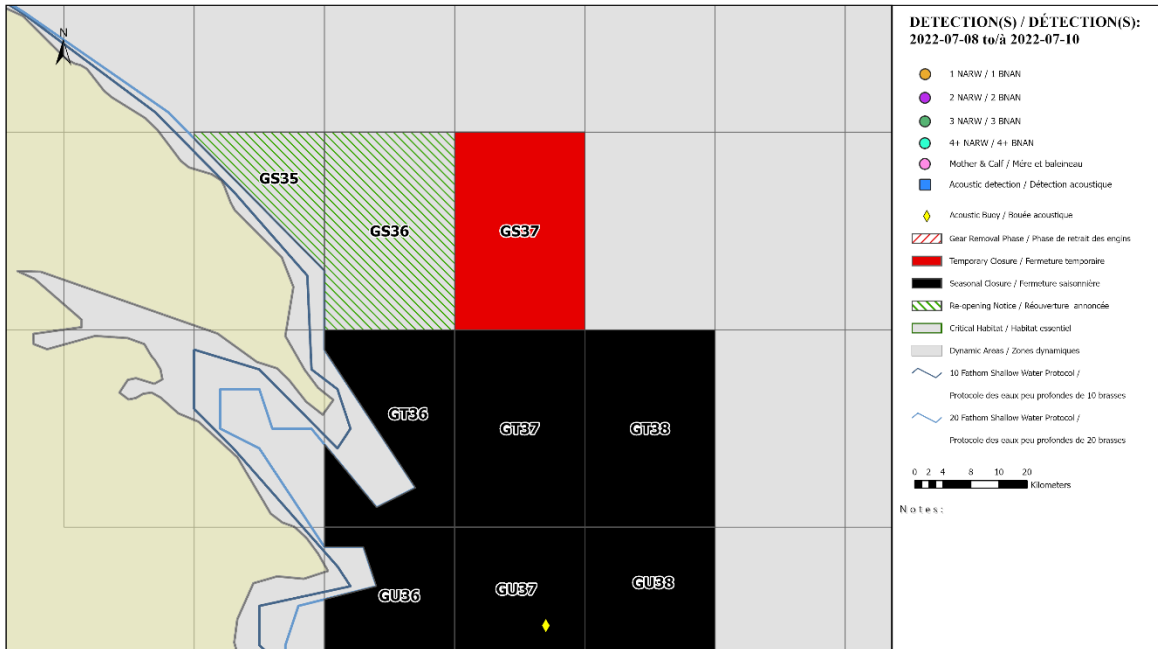 N
GS35
GS36
GS37
GT36
GT37
GT38
GU36
GU37
GU38
DETECTION(S) / DÉTECTION(S):
2022-07-08 to/à 2022-07-10
1 NARW / 1 BNAN
2 NARW / 2 BNAN
3 NARW / 3 BNAN
4+ NARW / 4+ BNAN
Mother & Calf / Mère et baleineau
Acoustic detection / Détection acoustique
Acoustic Buoy / Bouée acoustique
Gear Removal Phase / Phase de retrait des engins
Temporary Closure / Fermeture temporaire
Seasonal Closure / Fermeture saisonnière
Re-opening Notice / Réouverture annoncée
Critical Habitat / Habitat essentiel
Dynamic Areas / Zones dynamiques
10 Fathom Shallow Water Protocol /
Protocole des eaux peu profondes de 10 brasses
20 Fathom Shallow Water Protocol /
Protocole des eaux peu profondes de 20 brasses
0 2 4 8 10 20
Kilometers
Notes: